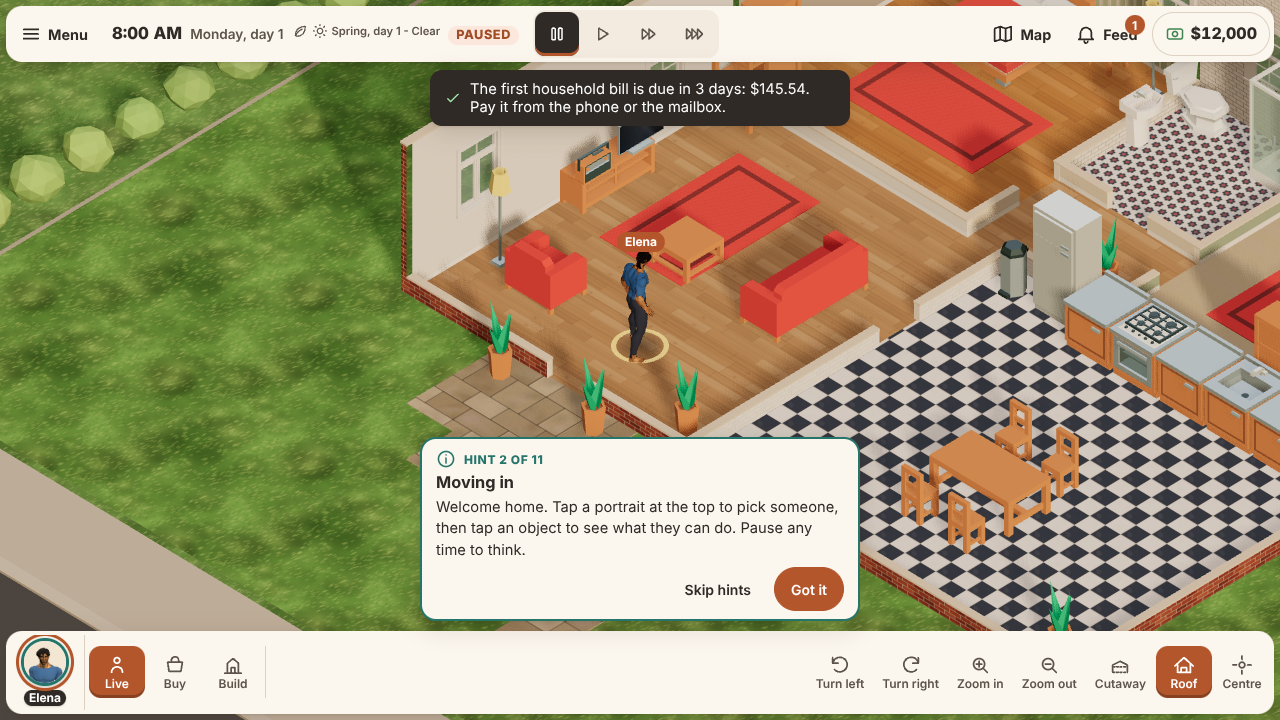 Menu
8:00 AM Monday, day 1 Spring, day 1 - Clear PAUSED
Map
Feed
1
$12,000
The first household bill is due in 3 days: $145.54.
Pay it from the phone or the mailbox.
Elena
HINT 2 OF 11
Moving in
Welcome home. Tap a portrait at the top to pick someone,
then tap an object to see what they can do. Pause any
time to think.
Skip hints
Got it
Elena
Live
Buy
Build
Turn left
Turn right
Zoom in
Zoom out
Cutaway
Roof
Centre